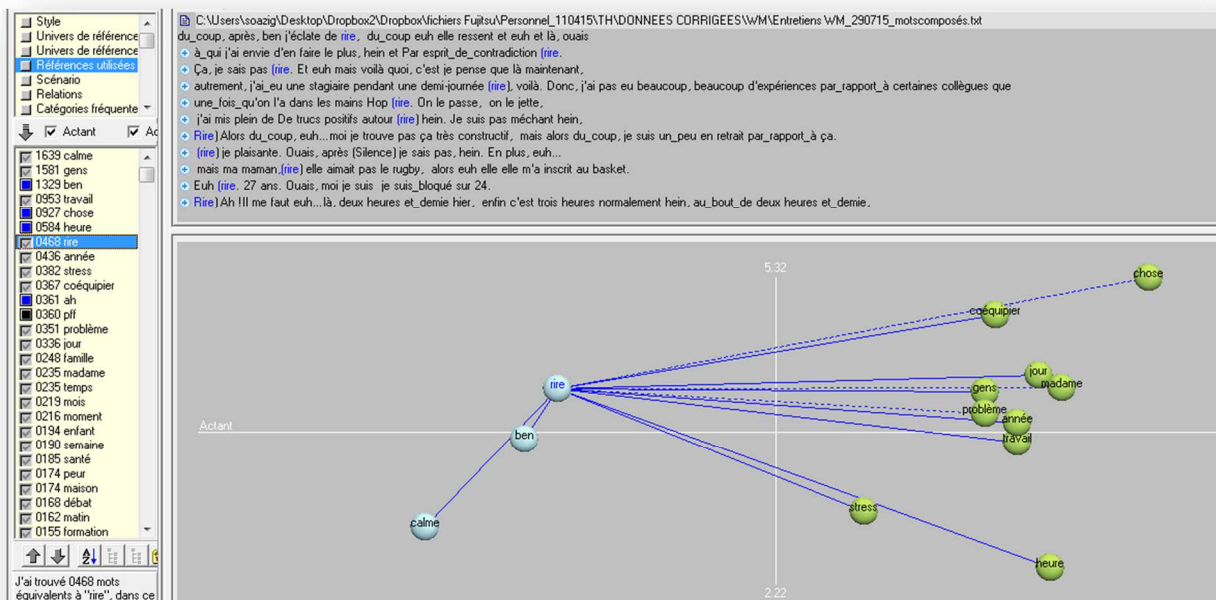 Style
Univers de référence
Univers de référence
Références utilisées
Scénario
Relations
Catégories fréquente
Actant
Ac
1639 calme
1581 gens
1329 ben
0953 travail
0927 chose
0584 heure
0468 rire
0436 année
0382 stress
0367 coéquipier
0361 ah
0360 pff
0351 problème
0336 jour
0248 famille
0235 madame
0235 temps
0219 mois
0216 moment
0194 enfant
0190 semaine
0185 santé
0174 peur
0174 maison
0168 débat
0162 matin
0155 formation
J'ai trouvé 0468 mots
équivalents à "rire", dans ce
C:\Users\soazig\Desktop\Dropbox2\Dropbox\fichiers Fujitsu\Personnel_110415\TH\DONNEES CORRIGEES\WM\Entretiens WM_290715_motscomposés.txt
du_coup, après, ben j'éclate de rire, du_coup euh elle ressent et euh et là, ouais
à_qui j'ai envie d'en faire le plus, hein et Par esprit_de_contradiction (rire.
Ça, je sais pas (rire. Et euh mais voilà quoi, c'est je pense que là maintenant,
autrement, j'ai_eu une stagiaire pendant une demi-journée (rire), voilà. Donc, j'ai pas eu beaucoup, beaucoup d'expériences par_rapport_à certaines collègues que
une_fois_qu'on l'a dans les mains Hop (rire. On le passe, on le jette,
j'ai mis plein de De trucs positifs autour (rire) hein. Je suis pas méchant hein,
Rire) Alors du_coup, euh...moi je trouve pas ça très constructif, mais alors du_coup, je suis un_peu en retrait par_rapport_à ça.
(rire) je plaisante. Ouais, après (Silence) je sais pas, hein. En plus, euh...
mais ma maman,(rire) elle aimait pas le rugby, alors euh elle elle m'a inscrit au basket.
Euh (rire. 27 ans. Ouais, moi je suis je suis_bloqué sur 24.
Rire) Ah !Il me faut euh...là, deux heures et_demie hier, enfin c'est trois heures normalement hein, au_bout_de deux heures et_demie,
5.32
chose
coéquipier
rire
jour
gens
madame
problème
année
Actant
ben
travail
stress
calme
heure
2.22